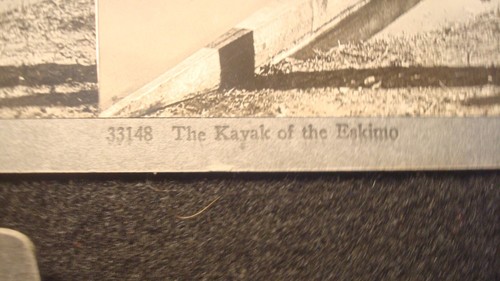 33148 The Kayak of the Eskimo